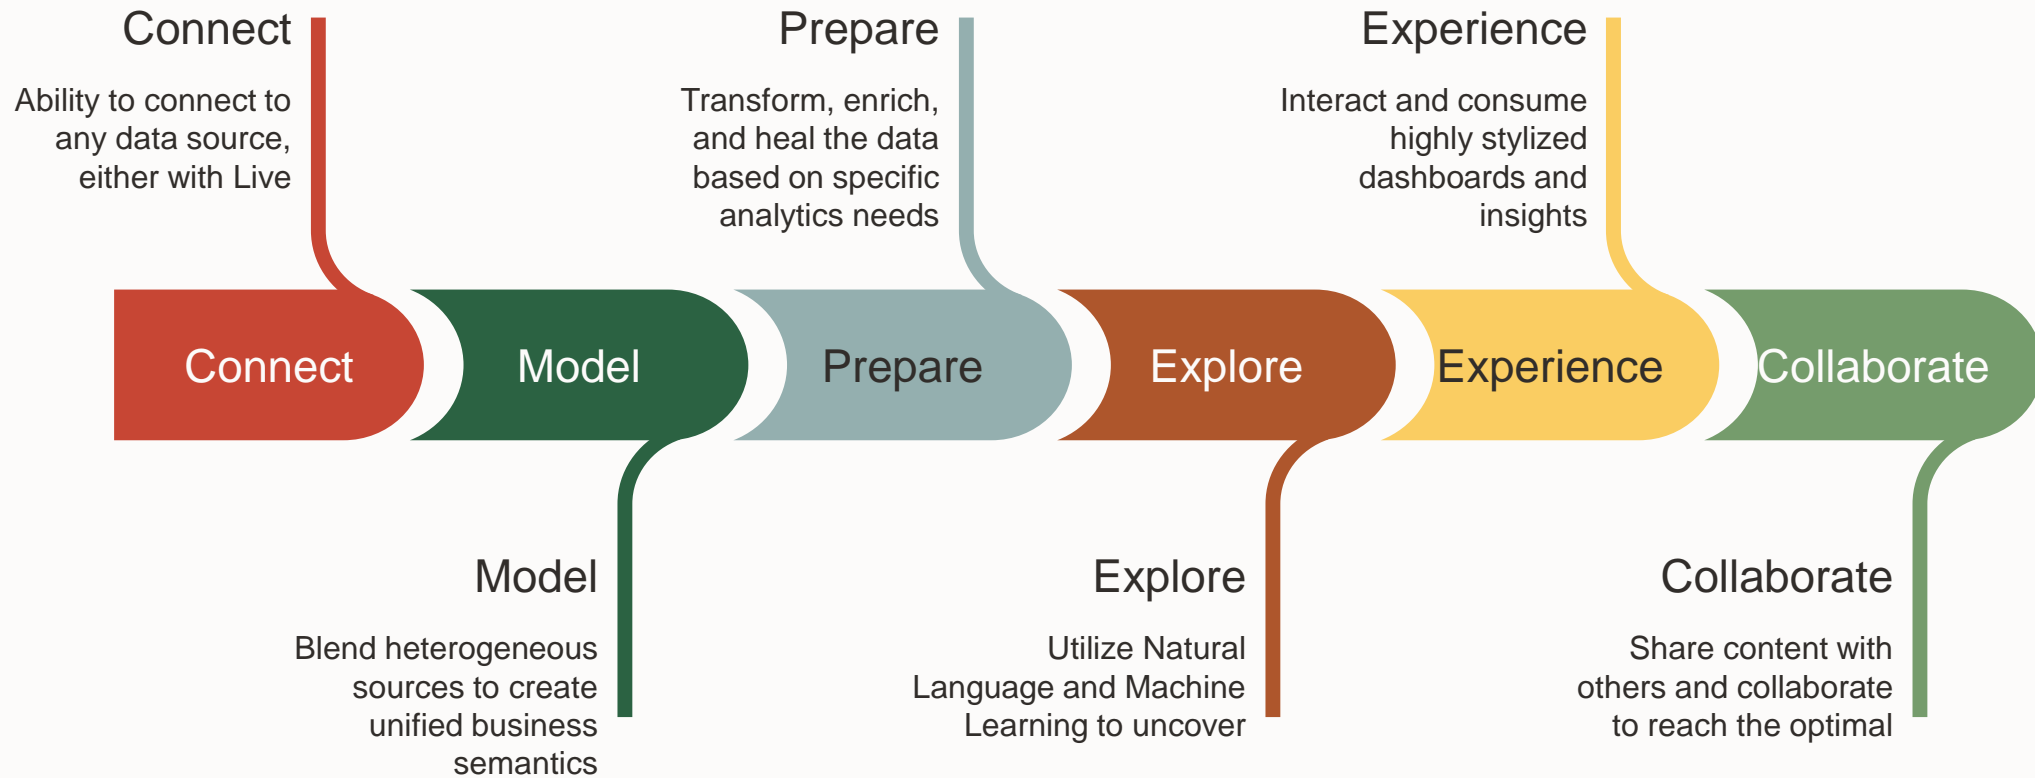 Connect
Ability to connect to
any data source,
either with Live
Prepare
Transform, enrich,
and heal the data
based on specific
analytics needs
Experience
Interact and consume
highly stylized
dashboards and
insights
Connect
Model
Prepare
Explore
Experience
Collaborate
Model
Blend heterogeneous
sources to create
unified business
semantics
Explore
Utilize Natural
Language and Machine
Learning to uncover
Collaborate
Share content with
others and collaborate
to reach the optimal